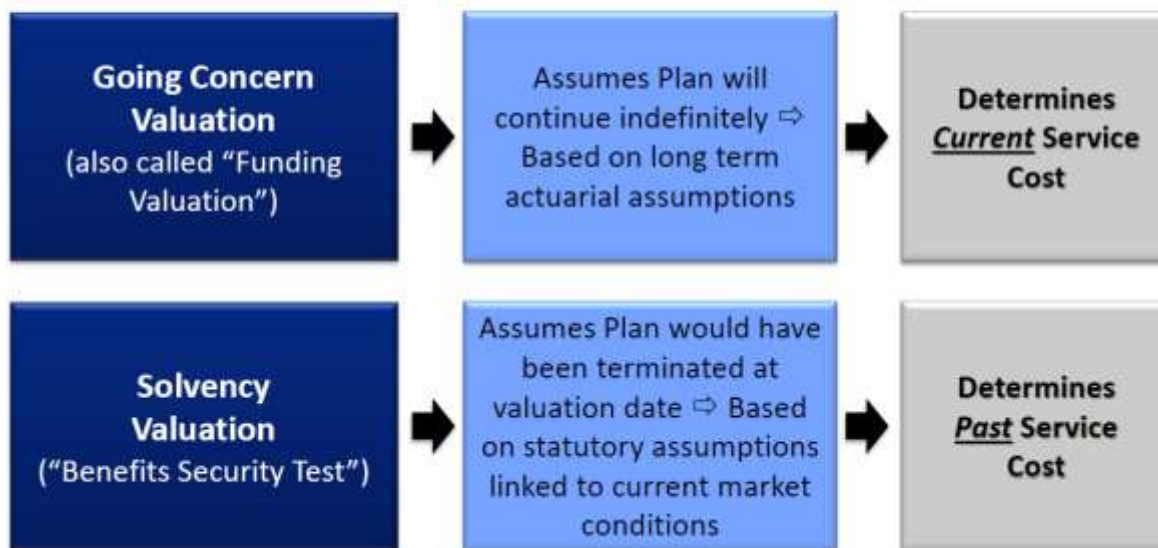 Going Concern
Valuation
(also called “Funding
Valuation”)
Assumes Plan will
continue indefinitely ⇨
Based on long term
actuarial assumptions
Determines
Current Service
Cost
Solvency
Valuation
(“Benefits Security Test”)
Assumes Plan would have
been terminated at
valuation date ⇨ Based
on statutory assumptions
linked to current market
conditions
Determines
Past Service
Cost